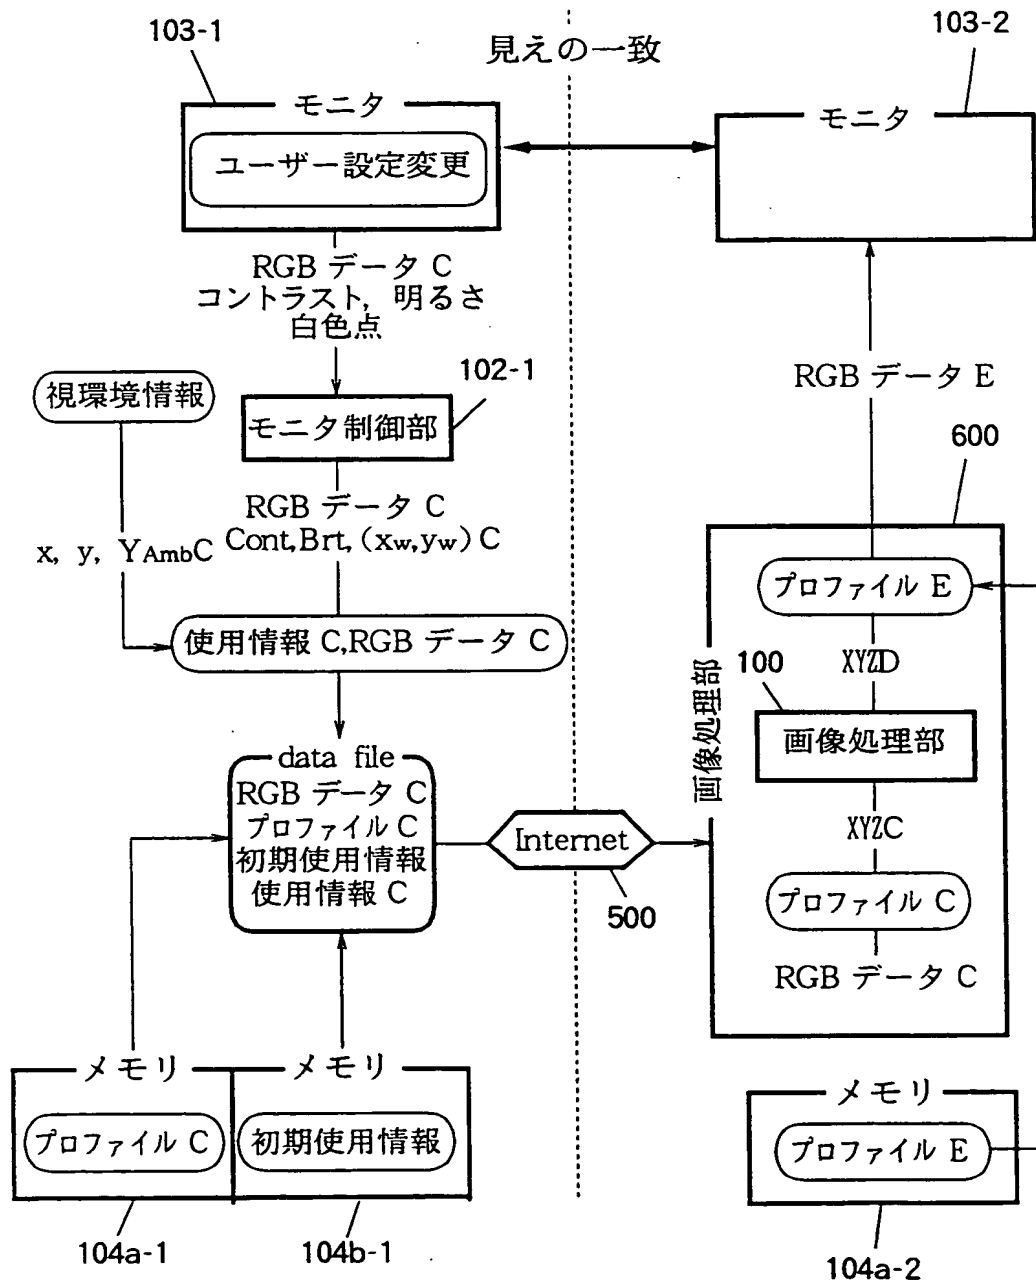 103-1
見えの一致
103-2
モニタ
ユーザー設定変更
モニタ
RGB データ C
コントラスト, 明るさ
白色点
視環境情報
102-1
モニタ制御部
RGB データ E
600
RGB データ C
Cont,Brt, (xw,yw) C
x, y, YAmbC
プロファイル E
使用情報 C,RGB データ C
XYZD
100
画像処理部
画像処理部
data file
RGB データ C
プロファイル C
初期使用情報
使用情報 C
Internet
500
XYZC
プロファイル C
RGB データ C
メモリ
メモリ
プロファイル C
初期使用情報
メモリ
プロファイル E
104a-1
104b-1
104a-2